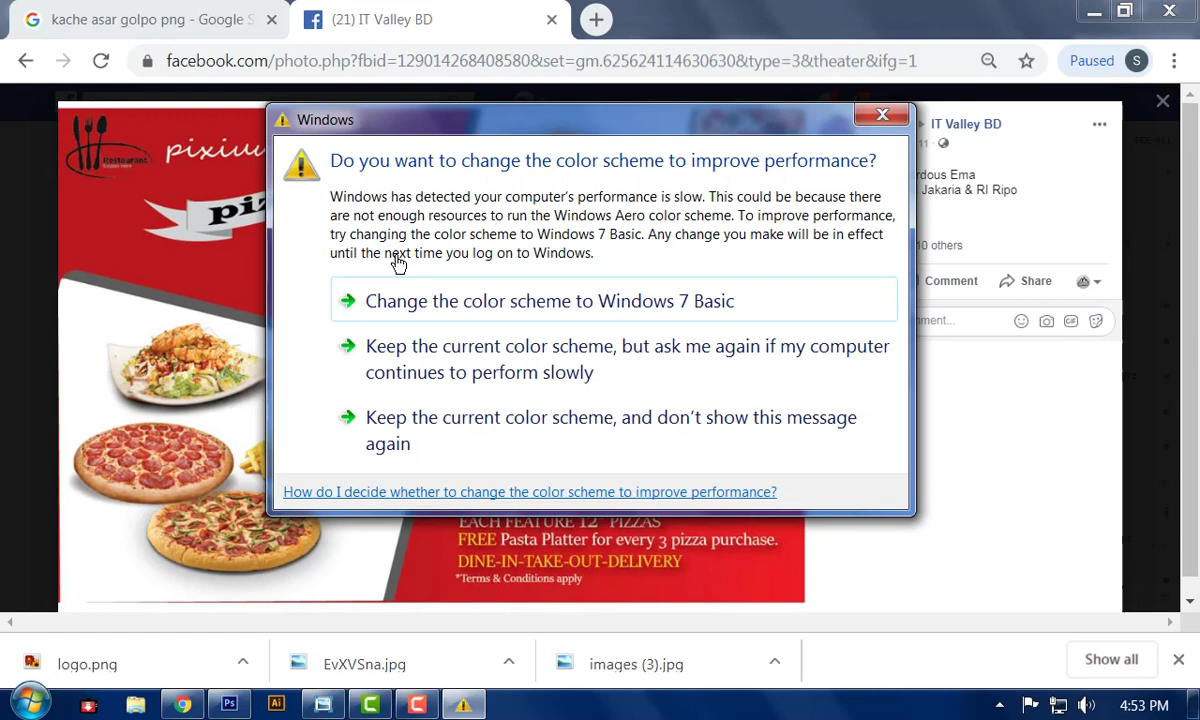 kache asar golpo png - Google S
(21) IT Valley BD
facebook.com/photo.php?fbid=129014268408580&set=gm.625624114630630&type=3&theater&ifg=1
Paused
S
Windows
Do you want to change the color scheme to improve performance?
Windows has detected your computer's performance is slow. This could be because there
are not enough resources to run the Windows Aero color scheme. To improve performance,
try changing the color scheme to Windows 7 Basic. Any change you make will be in effect
until the next time you log on to Windows.
Change the color scheme to Windows 7 Basic
Keep the current color scheme, but ask me again if my computer
continues to perform slowly
Keep the current color scheme, and don't show this message
again
How do I decide whether to change the color scheme to improve performance?
Restaurant
IT Valley BD
rdous Ema
Jakaria & RI Ripo
others
Comment
Share
ment...
GIF
EACH FEATURE 12" PIZZAS
FREE Pasta Platter for every 3 pizza purchase.
DINE-IN-TAKE-OUT-DELIVERY
*Terms & Conditions apply
logo.png
EvXVSna.jpg
images (3).jpg
Show all
Ps
Ai
4:53 PM